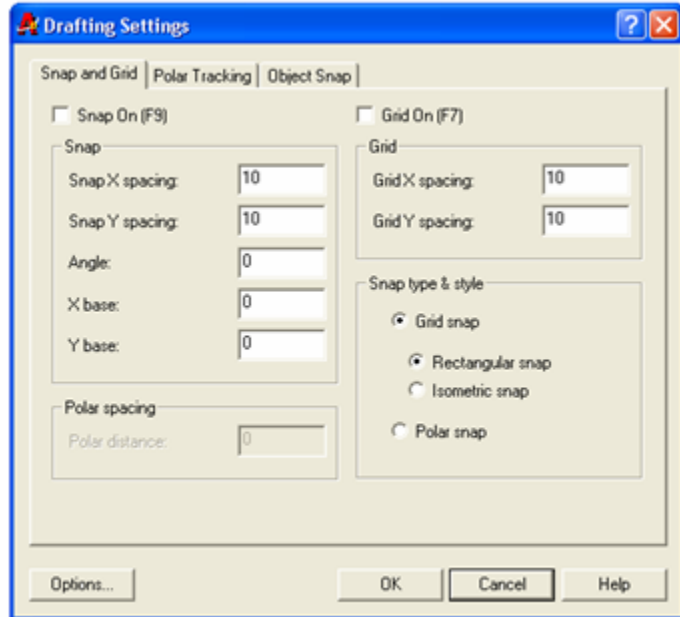 Drafting Settings
Snap and Grid Polar Tracking Object Snap
Snap On (F9)
Snap
Snap X spacing: 10
Snap Y spacing: 10
Angle: 0
X base: 0
Y base: 0
Polar spacing
Polar distance: 0
Grid On (F7)
Grid
Grid X spacing: 10
Grid Y spacing: 10
Snap type & style
Grid snap
Rectangular snap
Isometric snap
Polar snap
Options... OK Cancel Help